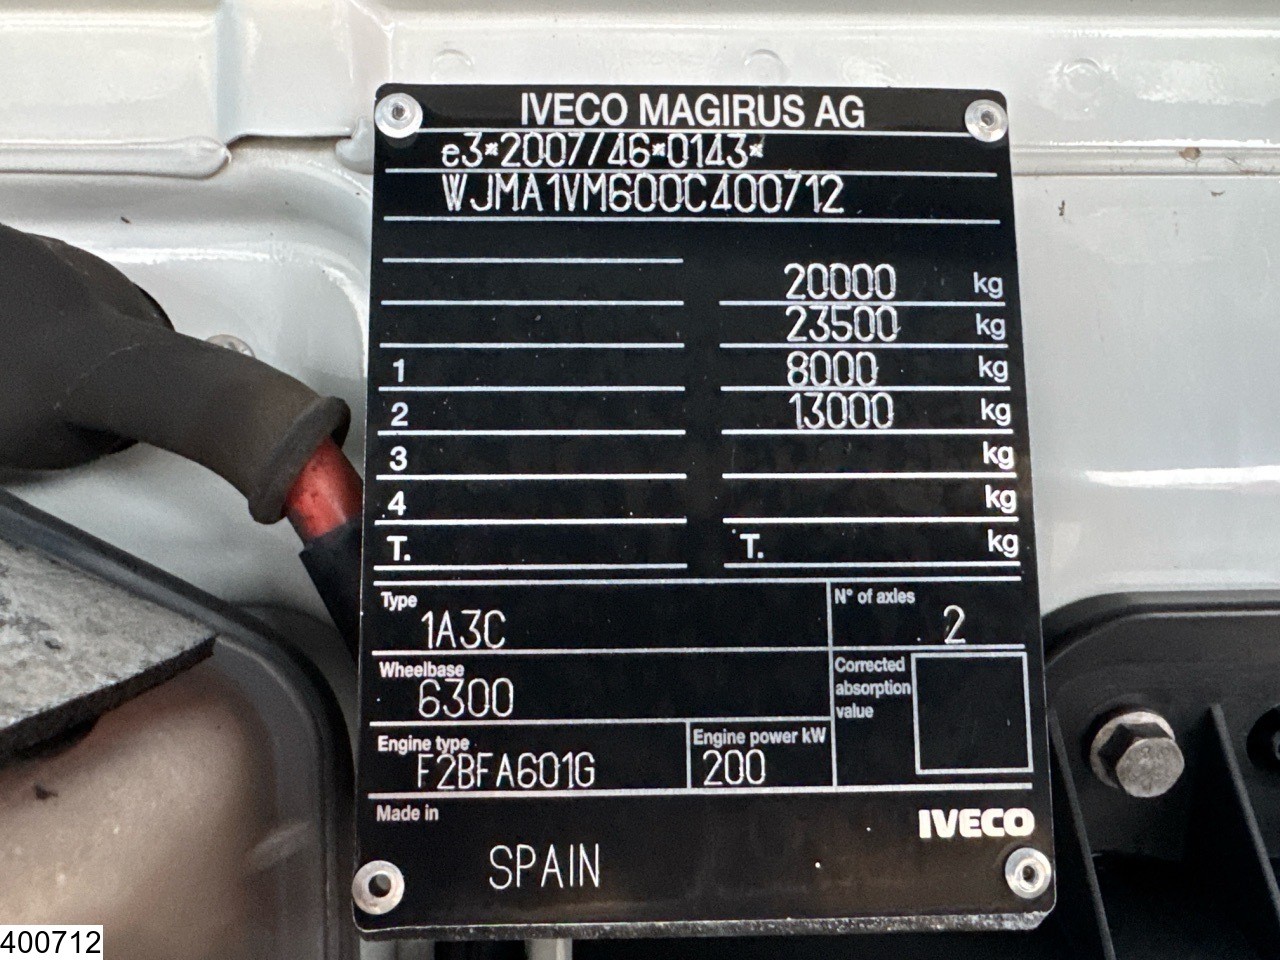 IVECO MAGIRUS AG
e3*2007/46*0143*
WJMA1VM600C400712
20000 kg
23500 kg
1 8000 kg
2 13000 kg
3 kg
4 kg
T. T. kg
Type
1A3C
N° of axles
2
Wheelbase
6300
Corrected
absorption
value
Engine type
F2BFA601G
Engine power kW
200
Made in
IVECO
SPAIN
400712